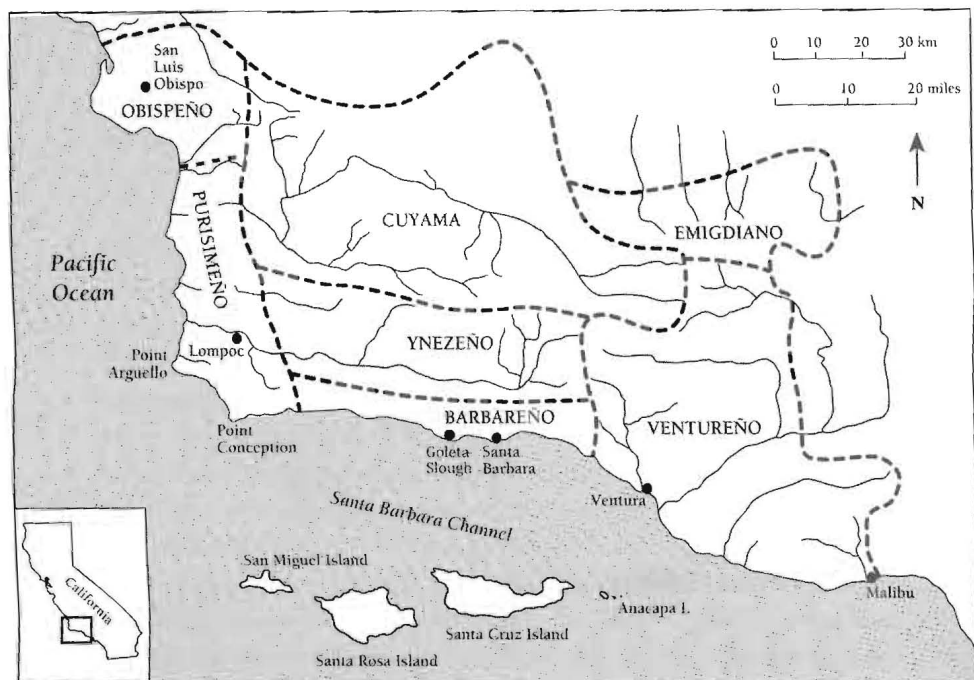 San
Luis
Obispo
OBISPEÑO
0 10 20 30 km
0 10 20 miles
N
PURISIMEÑO
CUYAMA
EMIGDIANO
Pacific
Ocean
YNEZEÑO
Lompoc
Point
Arguello
BARBAREÑO
VENTUREÑO
Point
Conception
Goleta
Slough
Santa
Barbara
Ventura
Santa Barbara Channel
San Miguel Island
Santa Rosa Island
Santa Cruz Island
Anacapa I.
Malibu
California